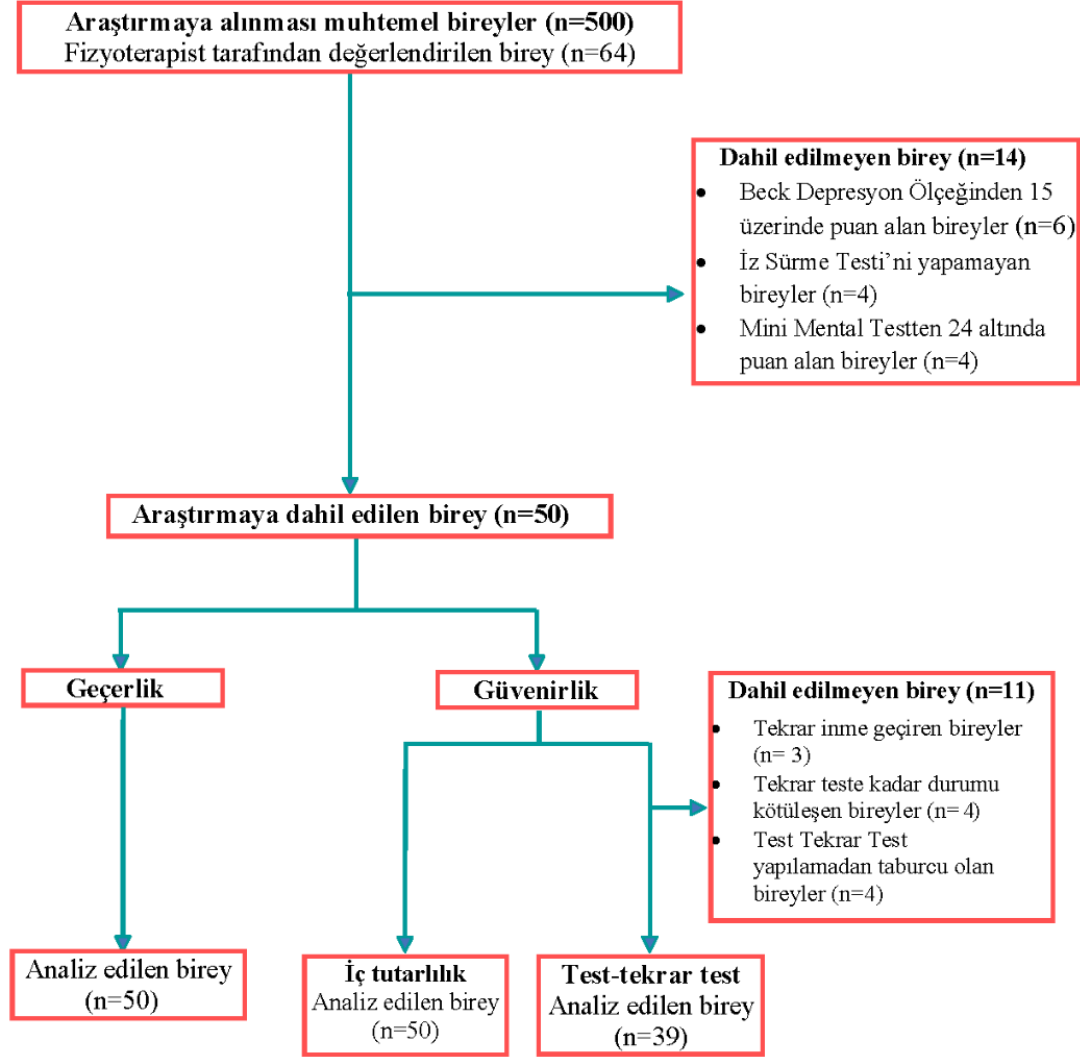 Araştırmaya alınması muhtemel bireyler (n=500)
Fizyoterapist tarafından değerlendirilen birey (n=64)
Dahil edilmeyen birey (n=14)
• Beck Depresyon Ölçeğinden 15
üzerinde puan alan bireyler (n=6)
• İz Sürme Testi’ni yapamayan
bireyler (n=4)
• Mini Mental Testten 24 altında
puan alan bireyler (n=4)
Araştırmaya dahil edilen birey (n=50)
Geçerlik
Güvenirlik
Dahil edilmeyen birey (n=11)
• Tekrar inme geçiren bireyler
(n= 3)
• Tekrar teste kadar durumu
kötüleşen bireyler (n= 4)
• Test Tekrar Test
yapılamadan taburcu olan
bireyler (n=4)
Analiz edilen birey
(n=50)
İç tutarlılık
Analiz edilen birey
(n=50)
Test-tekrar test
Analiz edilen birey
(n=39)